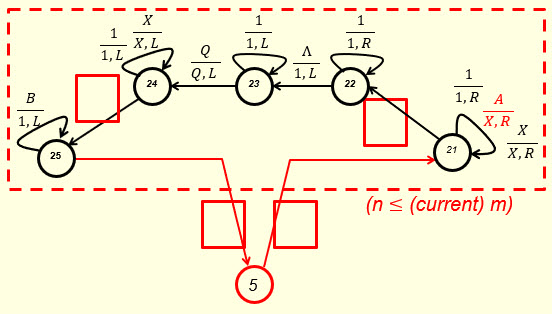 X
1 X, L
1, L
Q
Q, L
1
1, L
Λ
1, L
1
1, R
24
23
22
B
1, L
1
1, R
A
X, R
X
X, R
25
21
(n ≤ (current) m)
5